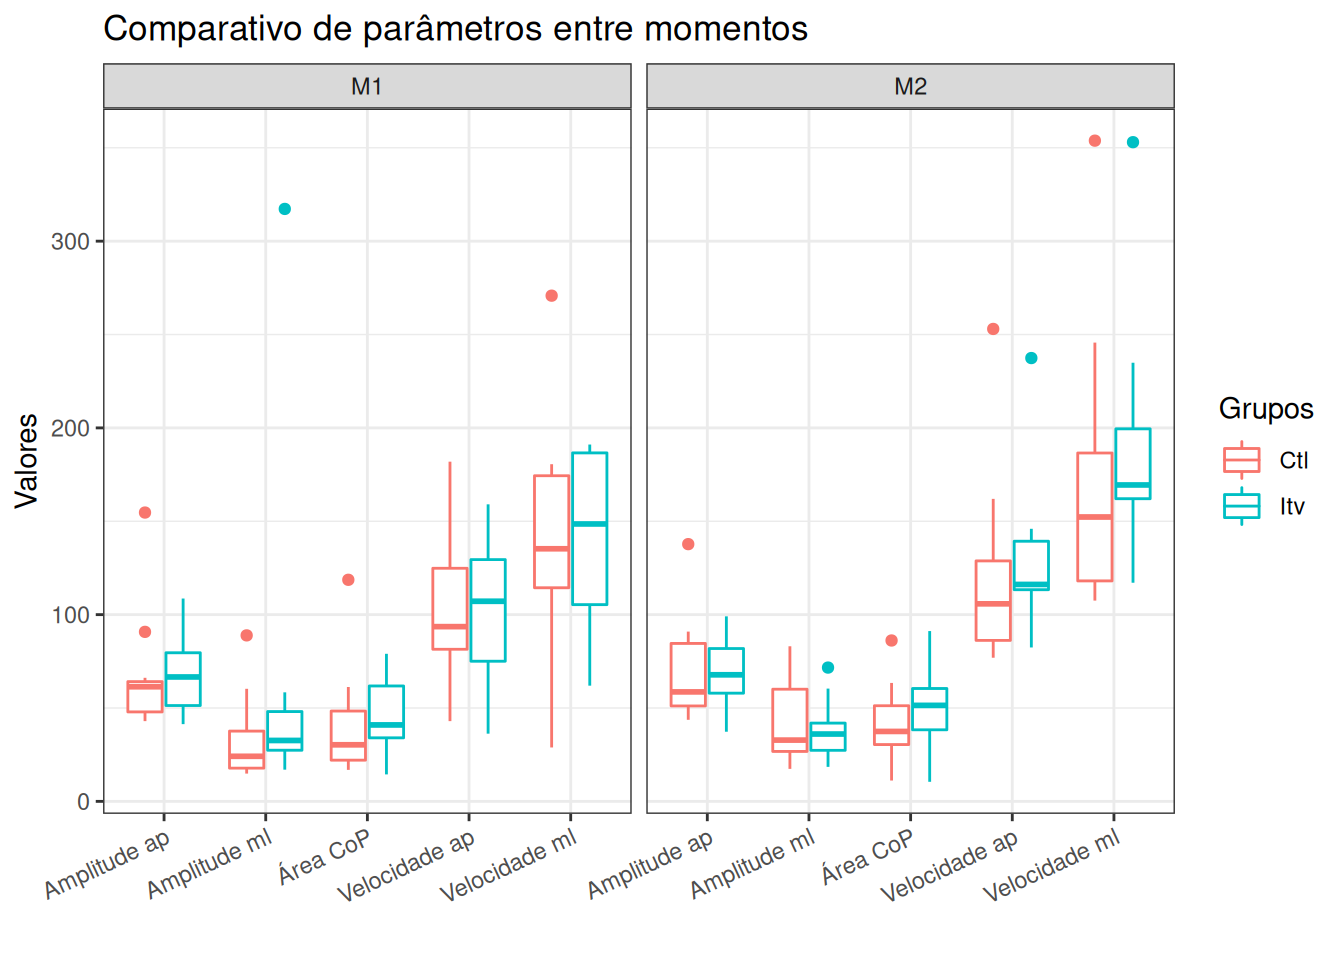 Comparativo de parâmetros entre momentos
M1
M2
Valores
300
200
100
0
Amplitude ap
Amplitude ml
Área CoP
Velocidade ap
Velocidade ml
Amplitude ap
Amplitude ml
Área CoP
Velocidade ap
Velocidade ml
Grupos
Ctl
Itv